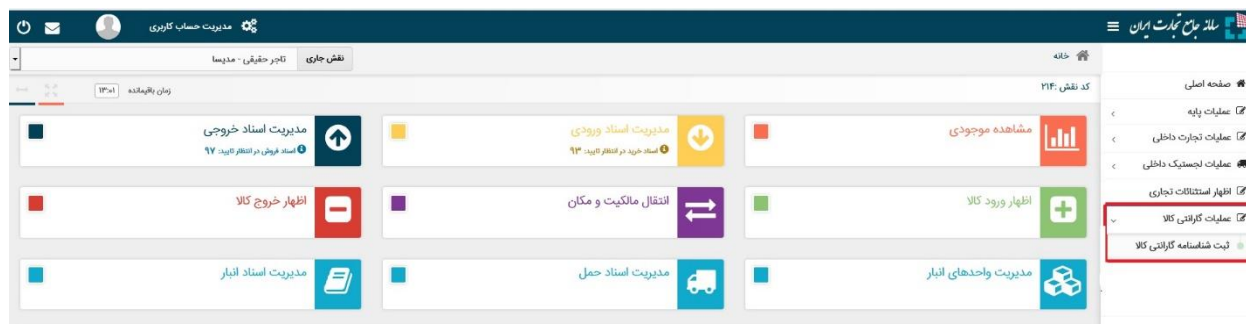 سامانه جامع تجارت ایران
مدیریت حساب کاربری
خانه
نقش جاری
تاجر حقیقی - مدیسا
کد نقش :۲۱۴
زمان باقیمانده ۱۳:۰۱
صفحه اصلی
عملیات پایه
عملیات تجارت داخلی
عملیات لجستیک داخلی
اظهار استثنائات تجاری
عملیات گارانتی کالا
ثبت شناسنامه گارانتی کالا
مشاهده موجودی
مدیریت اسناد ورودی
اسناد خرید در انتظار تایید: ۹۳
مدیریت اسناد خروجی
اسناد فروش در انتظار تایید: ۹۷
اظهار ورود کالا
انتقال مالکیت و مکان
اظهار خروج کالا
مدیریت واحدهای انبار
مدیریت اسناد حمل
مدیریت اسناد انبار